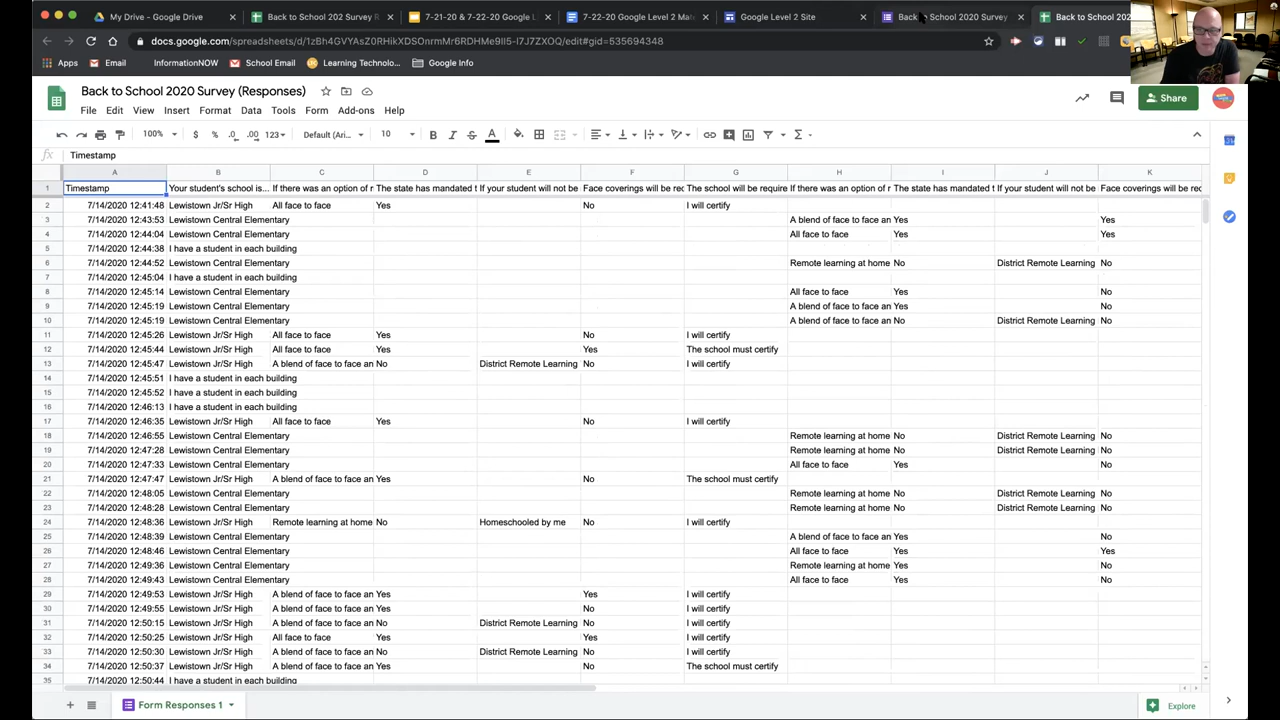 My Drive - Google Drive
Back to School 202 Survey R
7-21-20 & 7-22-20 Google L
7-22-20 Google Level 2 Mat
Google Level 2 Site
Back to School 2020 Survey
Back to School 202
docs.google.com/spreadsheets/d/1zBh4GVYAsZ0RHikXDSOnrmMr6RDHMe9Il5-l7J7ZXOQ/edit#gid=535694348
Apps Email InformationNOW School Email Learning Technolo... Google Info
Back to School 2020 Survey (Responses)
File Edit View Insert Format Data Tools Form Add-ons Help
Share
100% $ % .0 .00 123 Default (Ari... 10 B I S A
fx Timestamp
A B C D E F G H I J K
1 Timestamp Your student's school is... If there was an option of r The state has mandated t If your student will not be Face coverings will be rec The school will be require If there was an option of r The state has mandated t If your student will not be Face coverings will be rec
2 7/14/2020 12:41:48 Lewistown Jr/Sr High All face to face Yes No I will certify
3 7/14/2020 12:43:53 Lewistown Central Elementary A blend of face to face an Yes Yes
4 7/14/2020 12:44:04 Lewistown Central Elementary All face to face Yes Yes
5 7/14/2020 12:44:38 I have a student in each building
6 7/14/2020 12:44:52 Lewistown Central Elementary Remote learning at home No District Remote Learning No
7 7/14/2020 12:45:04 I have a student in each building
8 7/14/2020 12:45:14 Lewistown Central Elementary All face to face Yes No
9 7/14/2020 12:45:19 Lewistown Central Elementary A blend of face to face an Yes No
10 7/14/2020 12:45:19 Lewistown Central Elementary A blend of face to face an No District Remote Learning No
11 7/14/2020 12:45:26 Lewistown Jr/Sr High All face to face Yes No I will certify
12 7/14/2020 12:45:44 Lewistown Jr/Sr High All face to face Yes Yes The school must certify
13 7/14/2020 12:45:47 Lewistown Jr/Sr High A blend of face to face an No District Remote Learning No I will certify
14 7/14/2020 12:45:51 I have a student in each building
15 7/14/2020 12:45:52 I have a student in each building
16 7/14/2020 12:46:13 I have a student in each building
17 7/14/2020 12:46:35 Lewistown Jr/Sr High All face to face Yes No I will certify
18 7/14/2020 12:46:55 Lewistown Central Elementary Remote learning at home No District Remote Learning No
19 7/14/2020 12:47:28 Lewistown Central Elementary Remote learning at home No District Remote Learning No
20 7/14/2020 12:47:33 Lewistown Central Elementary All face to face Yes No
21 7/14/2020 12:47:47 Lewistown Jr/Sr High A blend of face to face an Yes No The school must certify
22 7/14/2020 12:48:05 Lewistown Central Elementary Remote learning at home No District Remote Learning No
23 7/14/2020 12:48:28 Lewistown Central Elementary Remote learning at home No District Remote Learning No
24 7/14/2020 12:48:36 Lewistown Jr/Sr High Remote learning at home No Homeschooled by me No I will certify
25 7/14/2020 12:48:39 Lewistown Central Elementary A blend of face to face an Yes No
26 7/14/2020 12:48:46 Lewistown Central Elementary All face to face Yes Yes
27 7/14/2020 12:49:36 Lewistown Central Elementary Remote learning at home Yes No
28 7/14/2020 12:49:43 Lewistown Central Elementary All face to face Yes No
29 7/14/2020 12:49:53 Lewistown Jr/Sr High A blend of face to face an Yes Yes I will certify
30 7/14/2020 12:49:55 Lewistown Jr/Sr High A blend of face to face an Yes No I will certify
31 7/14/2020 12:50:15 Lewistown Jr/Sr High A blend of face to face an No District Remote Learning No I will certify
32 7/14/2020 12:50:25 Lewistown Jr/Sr High All face to face Yes Yes I will certify
33 7/14/2020 12:50:30 Lewistown Jr/Sr High A blend of face to face an No District Remote Learning No I will certify
34 7/14/2020 12:50:37 Lewistown Jr/Sr High A blend of face to face an Yes No The school must certify
35 7/14/2020 12:50:44 I have a student in each building
Form Responses 1
Explore